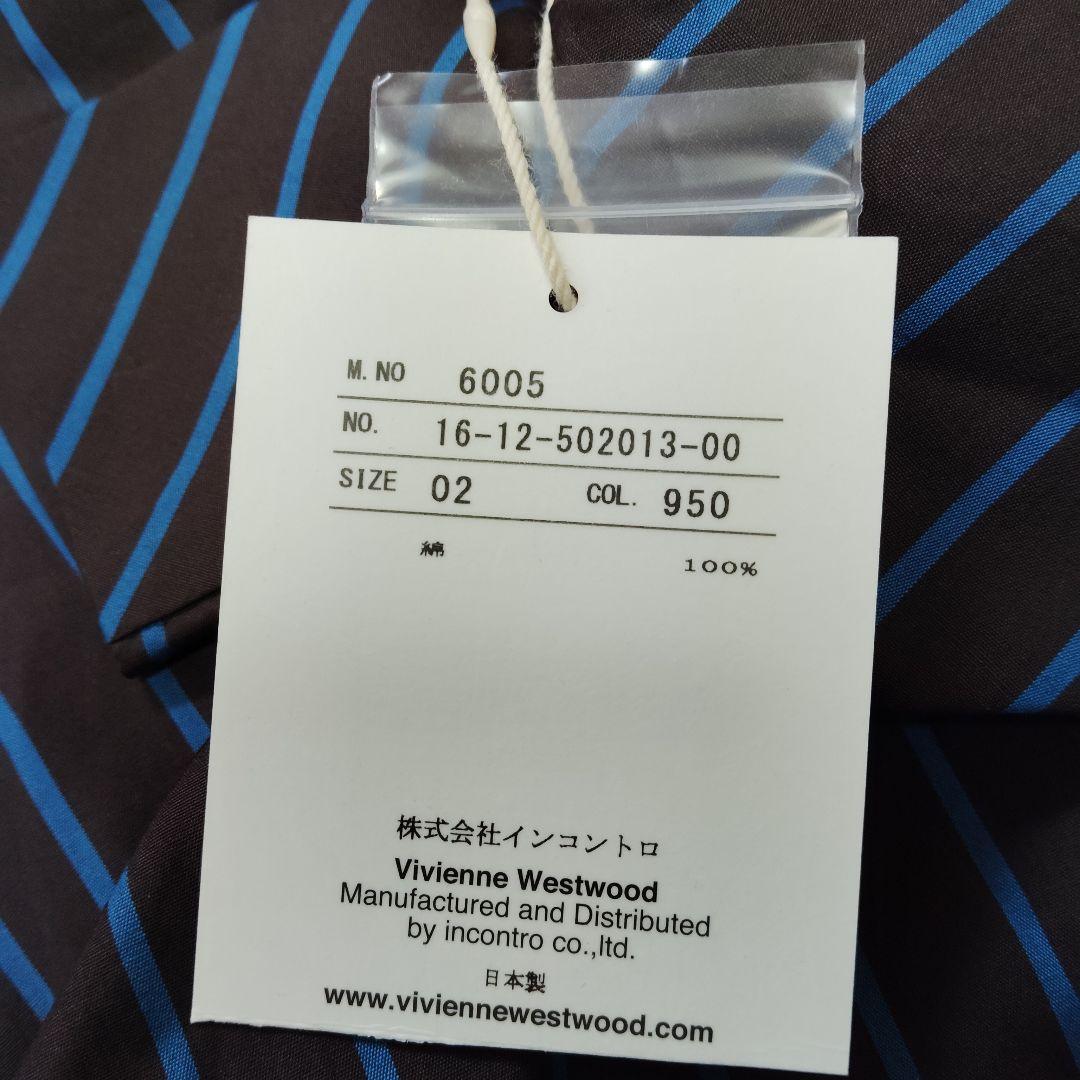 M.NO 6005
NO. 16-12-502013-00
SIZE 02 COL. 950
綿 100%
株式会社インコントロ
Vivienne Westwood
Manufactured and Distributed
by incontro co.,ltd.
日本製
www.viviennewestwood.com